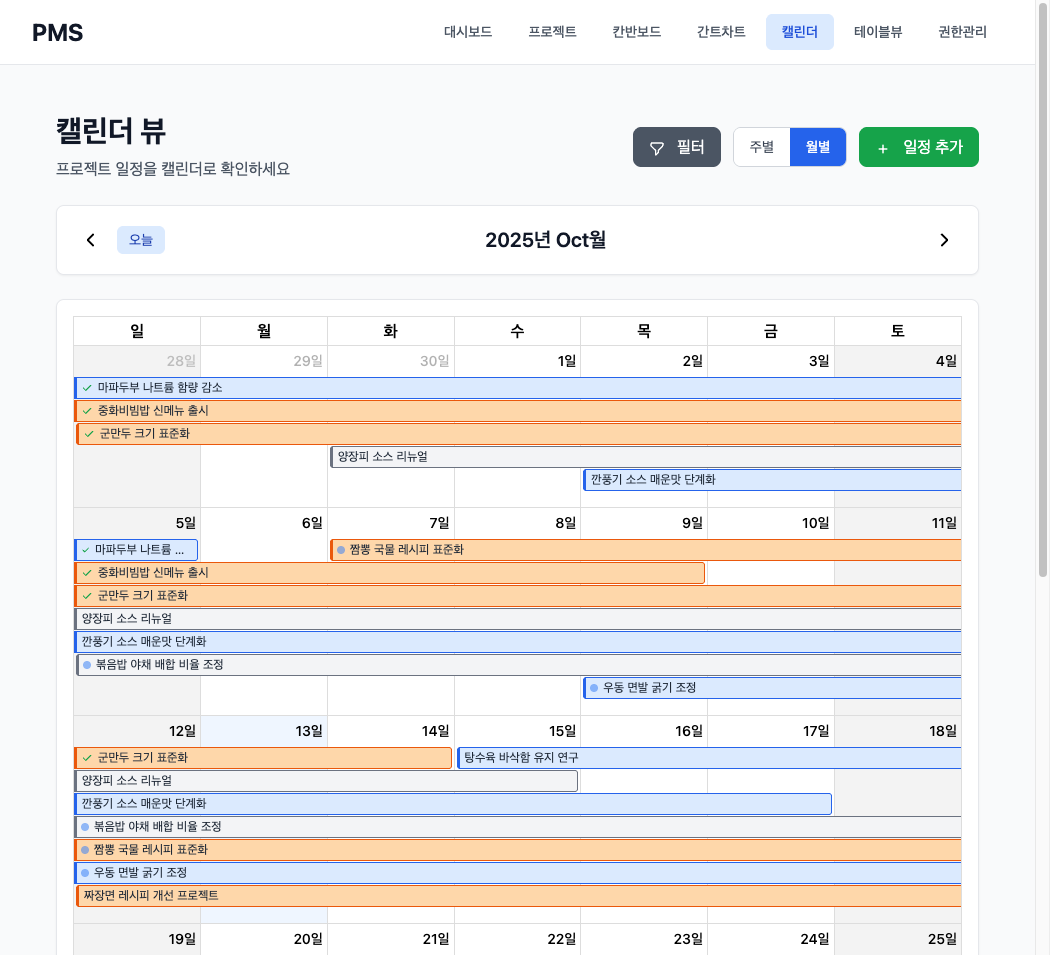 PMS
대시보드 프로젝트 칸반보드 간트차트 캘린더 테이블뷰 권한관리
캘린더 뷰
프로젝트 일정을 캘린더로 확인하세요
필터 주별 월별 + 일정 추가
오늘 2025년 Oct월
일 월 화 수 목 금 토
28일 29일 30일 1일 2일 3일 4일
마파두부 나트륨 함량 감소
중화비빔밥 신메뉴 출시
군만두 크기 표준화
양장피 소스 리뉴얼
깐풍기 소스 매운맛 단계화
5일 6일 7일 8일 9일 10일 11일
마파두부 나트륨 ... 짬뽕 국물 레시피 표준화
중화비빔밥 신메뉴 출시
군만두 크기 표준화
양장피 소스 리뉴얼
깐풍기 소스 매운맛 단계화
볶음밥 야채 배합 비율 조정
우동 면발 굵기 조정
12일 13일 14일 15일 16일 17일 18일
군만두 크기 표준화 탕수육 바삭함 유지 연구
양장피 소스 리뉴얼
깐풍기 소스 매운맛 단계화
볶음밥 야채 배합 비율 조정
짬뽕 국물 레시피 표준화
우동 면발 굵기 조정
짜장면 레시피 개선 프로젝트
19일 20일 21일 22일 23일 24일 25일